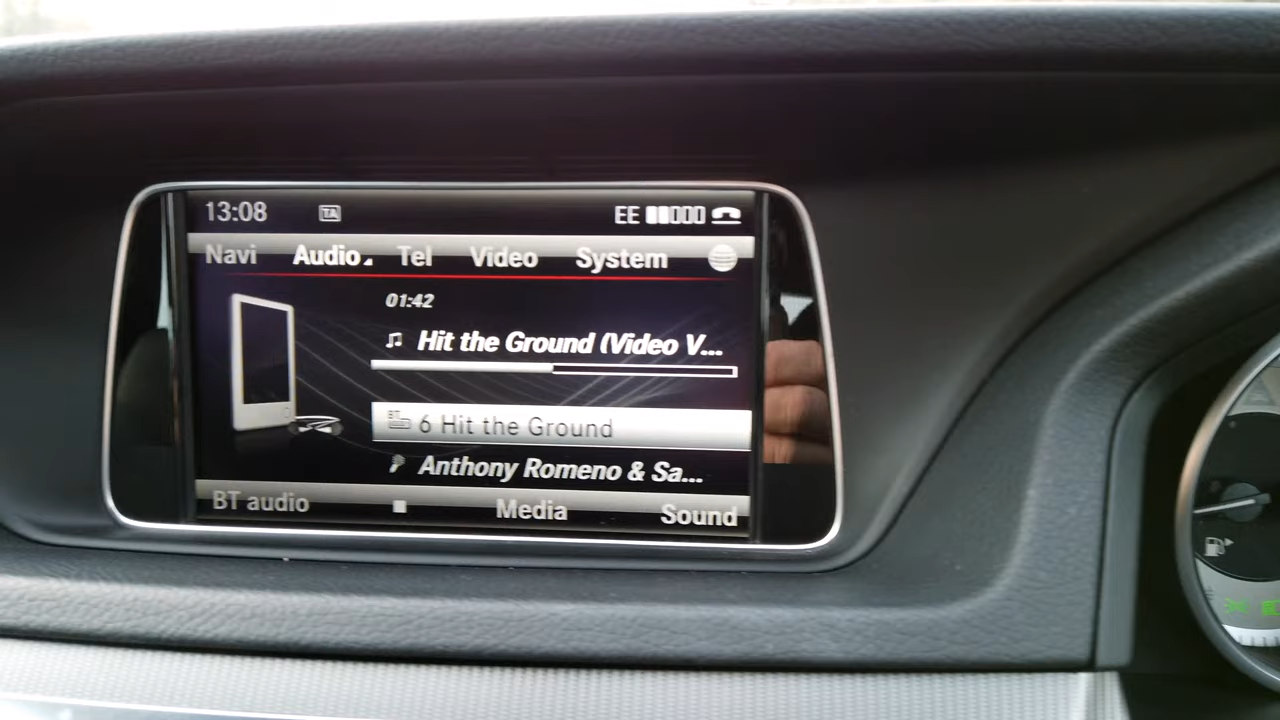 13:08 TA EE
Navi Audio Tel Video System
01:42
Hit the Ground (Video V...
BT 6 Hit the Ground
Anthony Romeno & Sa...
BT audio Media Sound